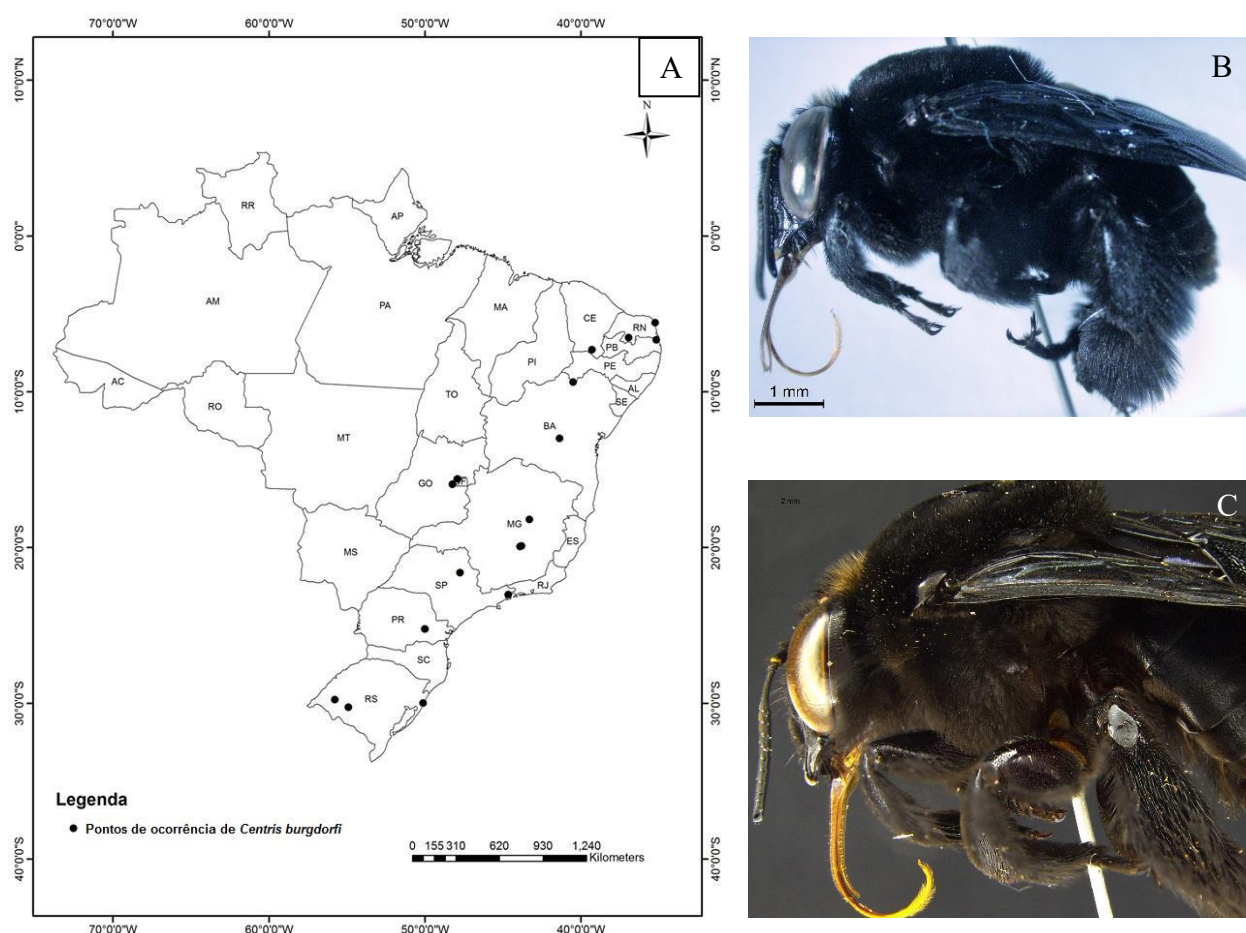 70°0'0"W 60°0'0"W 50°0'0"W 40°0'0"W
A
N
10°0'0"N 10°0'0"N
RR AP
0°0'0" 0°0'0"
AM PA MA CE RN
PB
PI PE
AC AL
10°0'0"S 10°0'0"S
RO TO SE
MT BA
GO DF
MG
ES
20°0'0"S 20°0'0"S
MS SP RJ
PR
SC
30°0'0"S 30°0'0"S
RS
Legenda
Pontos de ocorrência de Centris burgdorfi
0 155 310 620 930 1,240
Kilometers
40°0'0"S 40°0'0"S
70°0'0"W 60°0'0"W 50°0'0"W 40°0'0"W
B
1 mm
C
2 mm